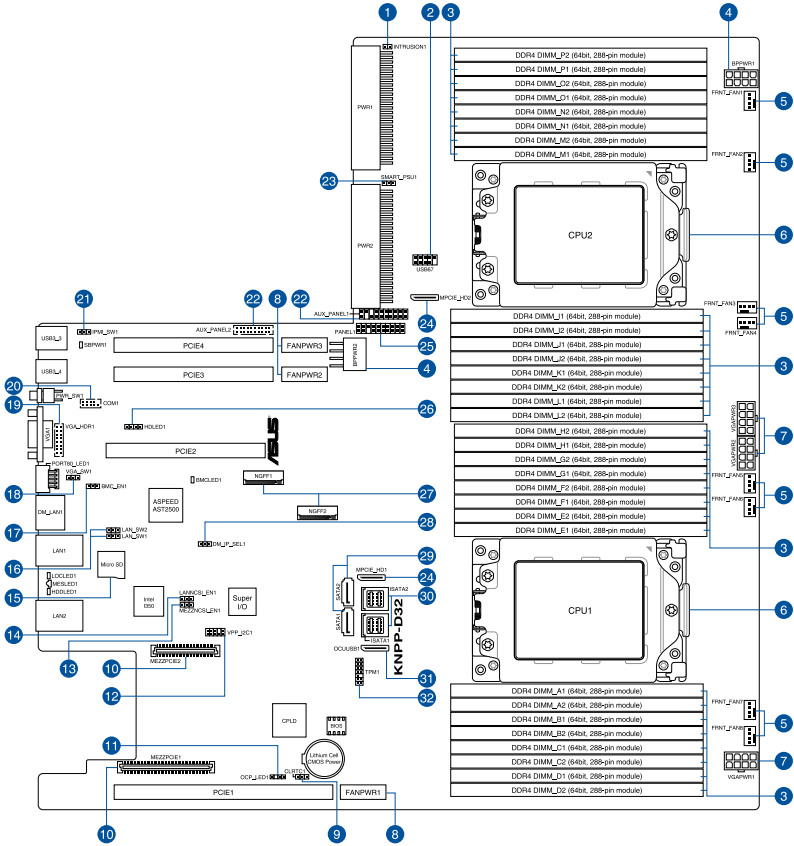 1
2
3
4
INTRUSION1
DDR4 DIMM_P2 (64bit, 288-pin module)
DDR4 DIMM_P1 (64bit, 288-pin module)
DDR4 DIMM_O2 (64bit, 288-pin module)
DDR4 DIMM_O1 (64bit, 288-pin module)
DDR4 DIMM_N2 (64bit, 288-pin module)
DDR4 DIMM_N1 (64bit, 288-pin module)
DDR4 DIMM_M2 (64bit, 288-pin module)
DDR4 DIMM_M1 (64bit, 288-pin module)
BPPWR1
FRNT_FAN1
5
FRNT_FAN2
5
PWR1
23
SMART_PSU1
PWR2
CPU2
6
USB67
MPCIE_HD2
24
21
22
8
22
IPMI_SW1
AUX_PANEL2
AUX_PANEL1
PANEL1
25
FRNT_FAN3
FRNT_FAN4
5
USB3_3
SBPWR1
PCIE4
FANPWR3
BPPWR2
4
USB3_4
PCIE3
FANPWR2
DDR4 DIMM_I1 (64bit, 288-pin module)
DDR4 DIMM_I2 (64bit, 288-pin module)
DDR4 DIMM_J1 (64bit, 288-pin module)
DDR4 DIMM_J2 (64bit, 288-pin module)
DDR4 DIMM_K1 (64bit, 288-pin module)
DDR4 DIMM_K2 (64bit, 288-pin module)
DDR4 DIMM_L1 (64bit, 288-pin module)
DDR4 DIMM_L2 (64bit, 288-pin module)
3
20
PWR_SW1
COM1
19
VGA1
VGA_HDR1
HDLED1
26
PCIE2
ASUS
DDR4 DIMM_H2 (64bit, 288-pin module)
DDR4 DIMM_H1 (64bit, 288-pin module)
DDR4 DIMM_G2 (64bit, 288-pin module)
DDR4 DIMM_G1 (64bit, 288-pin module)
DDR4 DIMM_F2 (64bit, 288-pin module)
DDR4 DIMM_F1 (64bit, 288-pin module)
DDR4 DIMM_E2 (64bit, 288-pin module)
DDR4 DIMM_E1 (64bit, 288-pin module)
VGAPWR3
VGAPWR2
7
FRNT_FAN5
FRNT_FAN6
5
3
PORT80_LED1
VGA_SW1
18
BMC_EN1
17
BMCLED1
NGFF1
27
NGFF2
ASPEED
AST2500
DM_LAN1
LAN_SW2
LAN_SW1
16
DM_IP_SEL1
28
LAN1
Micro SD
LOCLED1
MESLED1
HDDLED1
15
LAN2
Intel
I350
LANNCSI_EN1
MEZZNCSI_EN1
14
13
Super
I/O
VPP_I2C1
12
MEZZPCIE2
10
29
MPCIE_HD1
24
SATA2
SATA1
ISATA2
ISATA1
30
KNPP-D32
OCUUSB1
31
TPM1
32
CPU1
6
CPLD
BIOS
Lithium Cell
CMOS Power
11
OCP_LED1
CLRTC1
9
MEZZPCIE1
10
PCIE1
FANPWR1
8
DDR4 DIMM_A1 (64bit, 288-pin module)
DDR4 DIMM_A2 (64bit, 288-pin module)
DDR4 DIMM_B1 (64bit, 288-pin module)
DDR4 DIMM_B2 (64bit, 288-pin module)
DDR4 DIMM_C1 (64bit, 288-pin module)
DDR4 DIMM_C2 (64bit, 288-pin module)
DDR4 DIMM_D1 (64bit, 288-pin module)
DDR4 DIMM_D2 (64bit, 288-pin module)
FRNT_FAN7
FRNT_FAN8
5
VGAPWR1
7
3